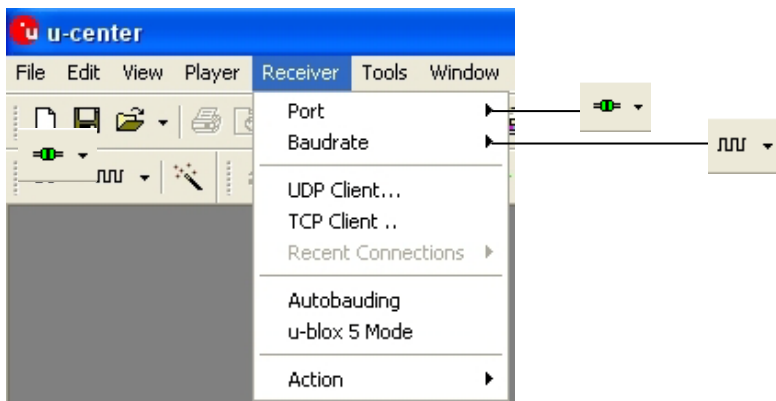 u u-center
File Edit View Player Receiver Tools Window
Port
Baudrate
UDP Client...
TCP Client ..
Recent Connections
Autobauding
u-blox 5 Mode
Action